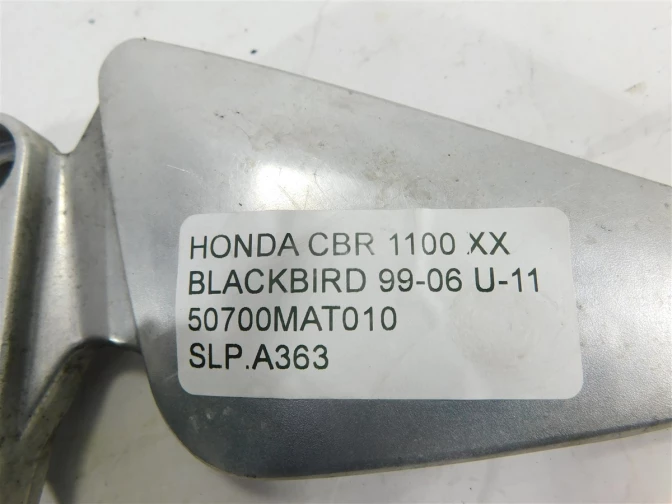 HONDA CBR 1100 XX
BLACKBIRD 99-06 U-11
50700MAT010
SLP.A363